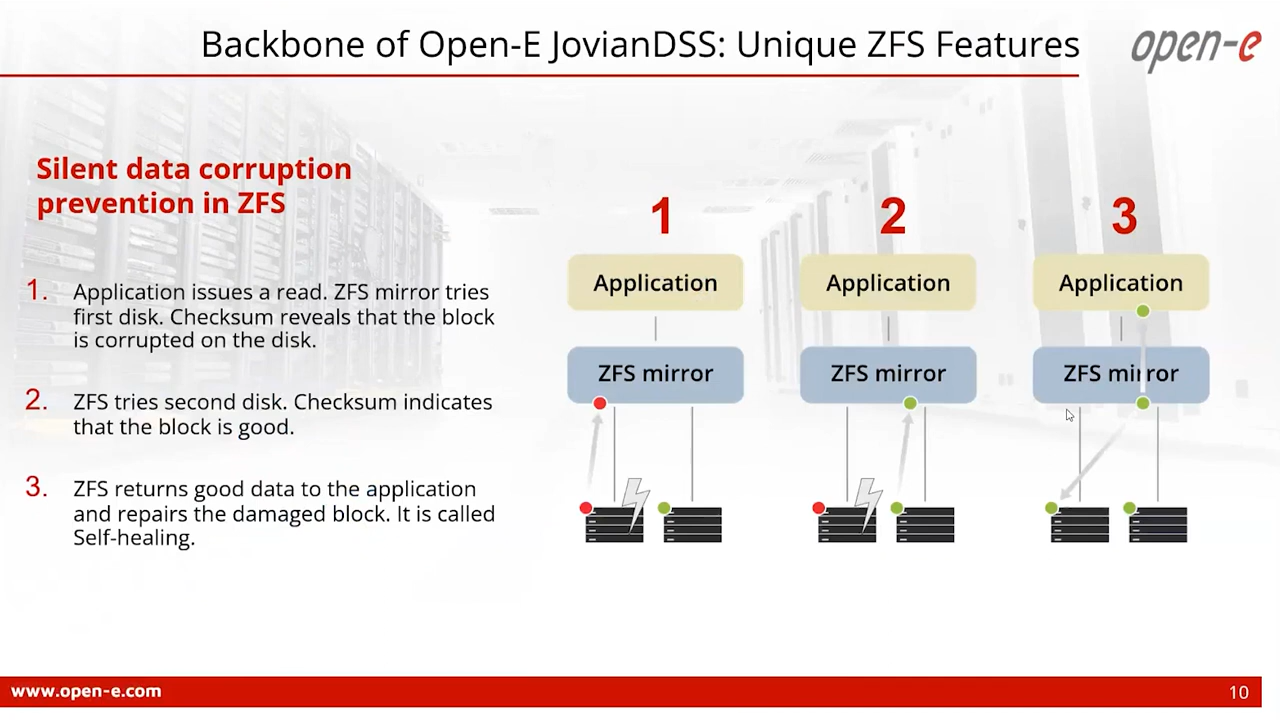 Backbone of Open-E JovianDSS: Unique ZFS Features
open-e
Silent data corruption
prevention in ZFS
1. Application issues a read. ZFS mirror tries
first disk. Checksum reveals that the block
is corrupted on the disk.
2. ZFS tries second disk. Checksum indicates
that the block is good.
3. ZFS returns good data to the application
and repairs the damaged block. It is called
Self-healing.
1
Application
ZFS mirror
2
Application
ZFS mirror
3
Application
ZFS mirror
www.open-e.com
10